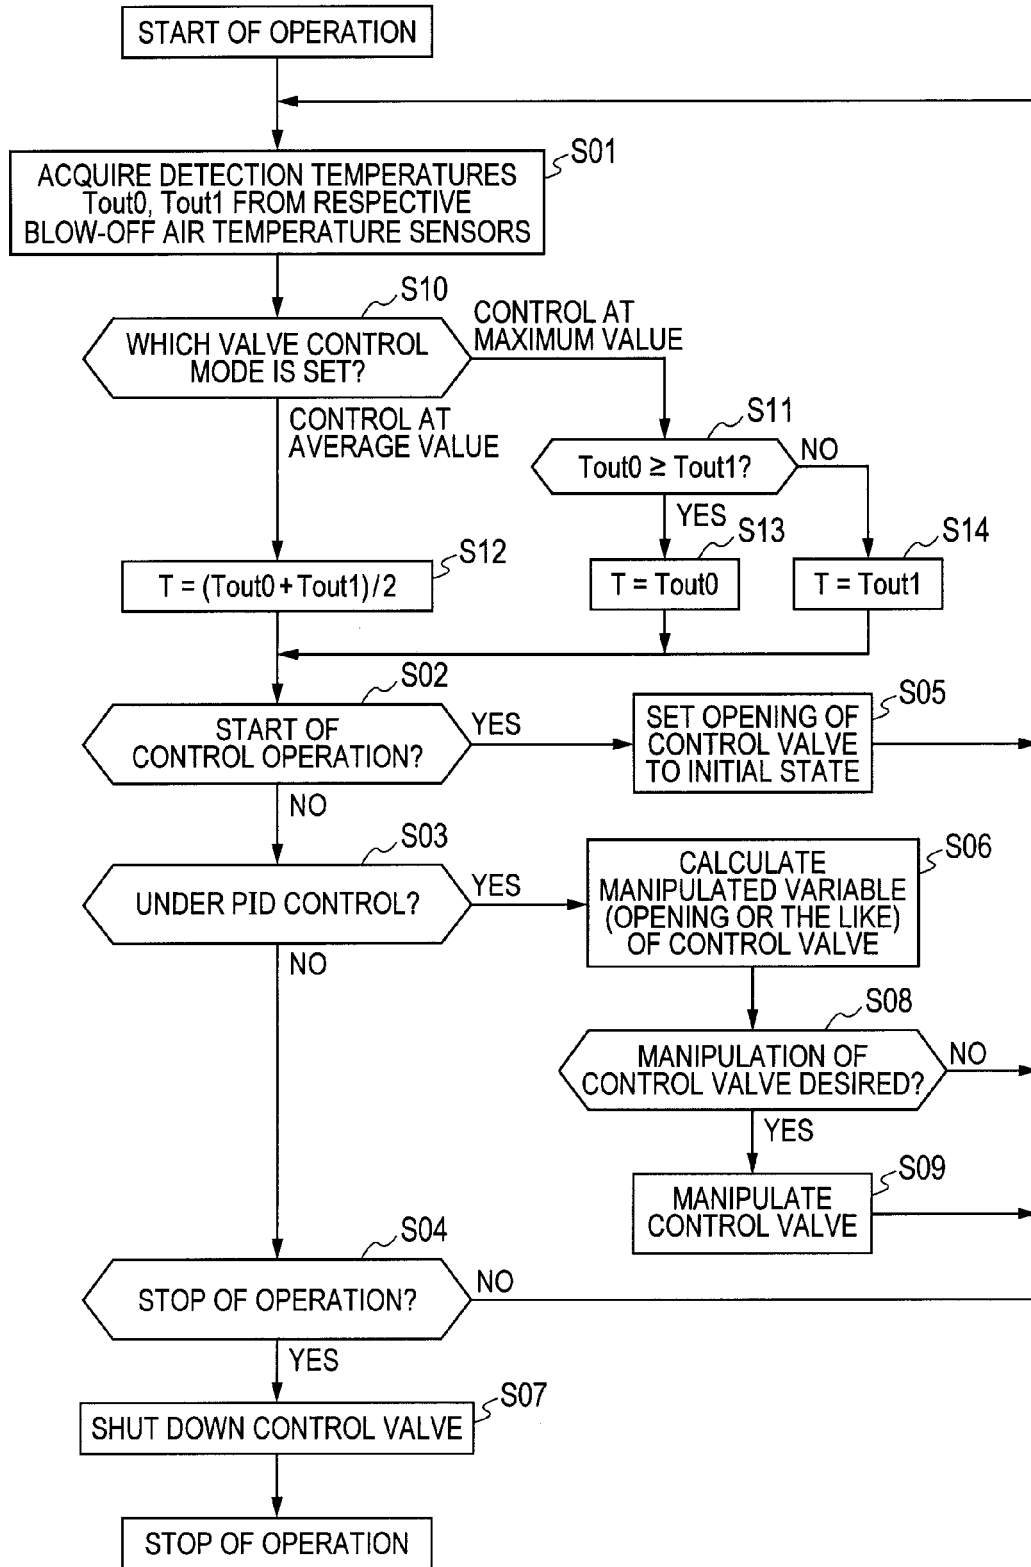 START OF OPERATION
S01
ACQUIRE DETECTION TEMPERATURES
Tout0, Tout1 FROM RESPECTIVE
BLOW-OFF AIR TEMPERATURE SENSORS
S10
WHICH VALVE CONTROL
MODE IS SET?
CONTROL AT
MAXIMUM VALUE
CONTROL AT
AVERAGE VALUE
S11
Tout0 ≥ Tout1?
NO
YES
S12
T = (Tout0 + Tout1) / 2
S13
T = Tout0
S14
T = Tout1
S02
START OF
CONTROL OPERATION?
YES
NO
S05
SET OPENING OF
CONTROL VALVE
TO INITIAL STATE
S03
UNDER PID CONTROL?
YES
NO
S06
CALCULATE
MANIPULATED VARIABLE
(OPENING OR THE LIKE)
OF CONTROL VALVE
S08
MANIPULATION OF
CONTROL VALVE DESIRED?
NO
YES
S09
MANIPULATE
CONTROL VALVE
S04
STOP OF OPERATION?
NO
YES
S07
SHUT DOWN CONTROL VALVE
STOP OF OPERATION